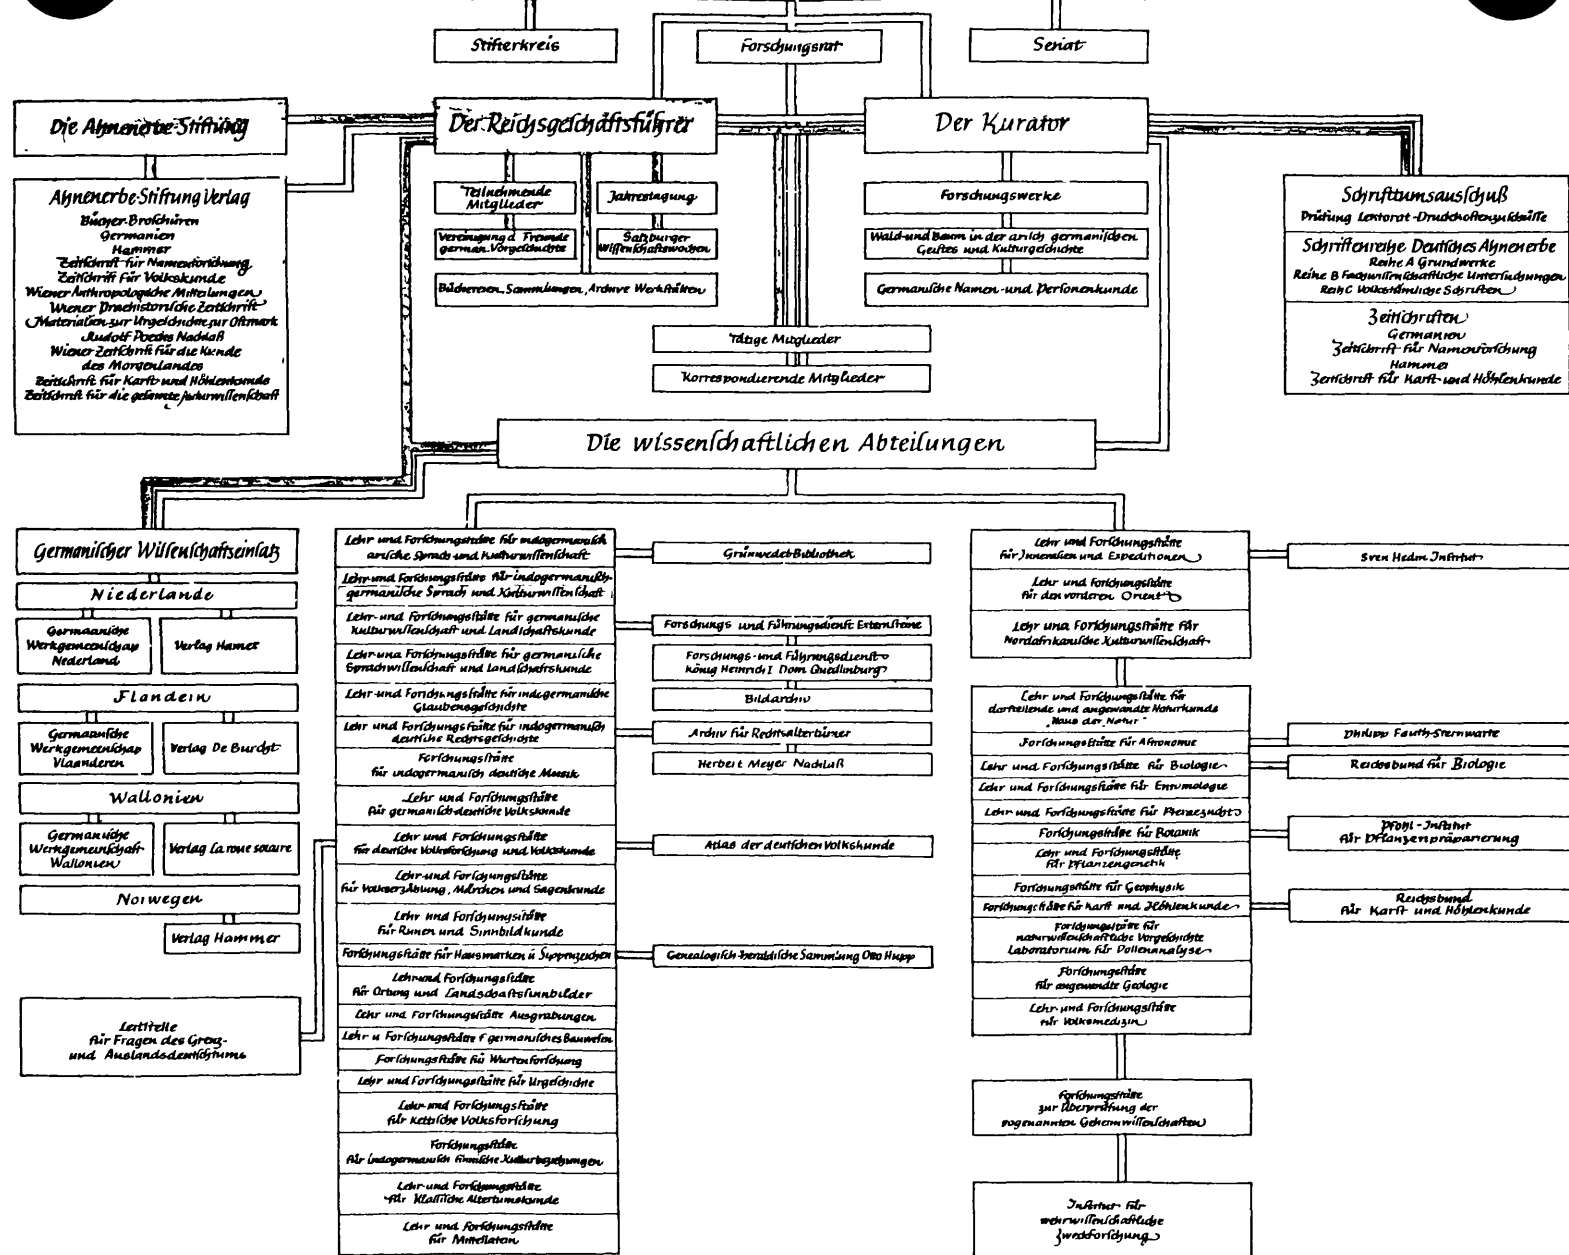 Stifterkreis
Forschungsrat
Senat
Die Ahnenerbe-Stiftung
Der Reichsgeschäftsführer
Der Kurator
Ahnenerbe-Stiftung Verlag
Bücher-Broschüren
Germanien
Hammer
Zeitschrift für Namenforschung
Zeitschrift für Volkskunde
Wiener Anthropologische Mitteilungen
Wiener Praehistorische Zeitschrift
Materialien zur Urgeschichte zur Ostmark
Rudolf Poechs Nachlaß
Wiener Zeitschrift für die Kunde
des Morgenlandes
Zeitschrift für Karst und Höhlenkunde
Zeitschrift für die gesamte Naturwissenschaft
Teilnehmende
Mitglieder
Jahrestagung
Vereinigung d. Freunde
german. Vorgeschichte
Salzburger
Wissenschaftswochen
Büchereien, Sammlungen, Archive Werkstätten
Forschungswerke
Wald und Baum in der arisch germanischen
Geistes und Kulturgeschichte
Germanische Namen- und Personenkunde
Schrifttumsausschuß
Prüfung Lektorat-
Schriftenreihe Deutsches Ahnenerbe
Reihe A Grundwerke
Reihe B Fachwissenschaftliche Untersuchungen
Reihe C Volkstümliche Schriften
Zeitschriften
Germanien
Zeitschrift für Namenforschung
Hammer
Zeitschrift für Karst- und Höhlenkunde
Tätige Mitglieder
Korrespondierende Mitglieder
Die wissenschaftlichen Abteilungen
Germanischer Wissenschaftseinsatz
Niederlande
Germaansche
Werkgemeenschap
Nederland
Verlag Hamer
Flandern
Germaansche
Werkgemeenschap
Vlaanderen
Verlag De Burcht
Wallonien
Germanische
Werkgemeinschaft
Wallonien
Verlag La roue solaire
Norwegen
Verlag Hammer
Leitstelle
für Fragen des Grenz-
und Auslandsdeutschtums
Lehr und Forschungsstätte für indogermanisch
arische Sprach und Kulturwissenschaft
Lehr-und Forschungsstätte für indogermanisch-
germanische Sprach und Kulturwissenschaft
Lehr- und Forschungsstätte für germanische
Kulturwissenschaft und Landschaftskunde
Lehr-und Forschungsstätte für germanische
Sprachwissenschaft und Landschaftskunde
Lehr-und Forschungsstätte für indogermanische
Glaubensgeschichte
Lehr und Forschungsstätte für indogermanisch
deutsche Rechtsgeschichte
Forschungsstätte
für indogermanisch deutsche Musik
Lehr und Forschungsstätte
für germanisch-deutsche Volkskunde
Lehr und Forschungsstätte
für deutsche Volksforschung und Volkskunde
Lehr-und Forschungsstätte
für Volkserzählung, Märchen und Sagenkunde
Lehr und Forschungsstätte
für Runen und Sinnbildkunde
Forschungsstätte für Hausmarken u Sippenzeichen
Lehr und Forschungsstätte
für Ortung und Landschaftssinnbilder
Lehr und Forschungsstätte Ausgrabungen
Lehr u Forschungsstätte f germanisches Bauwesen
Forschungsstätte für Wurtenforschung
Lehr und Forschungsstätte für Urgeschichte
Lehr-und Forschungsstätte
für keltische Volksforschung
Forschungsstätte
für indogermanisch finnische Kulturbeziehungen
Lehr-und Forschungsstätte
für klassische Altertumskunde
Lehr und Forschungsstätte
für Mittellatein
Grünwedel-Bibliothek
Forschungs und Führungsdienst Externsteine
Forschungs-und Führungsdienst
König Heinrich I Dom Quedlinburg
Bildarchiv
Archiv für Rechtsaltertümer
Herbert Meyer Nachlaß
Atlas der deutschen Volkskunde
Genealogisch-heraldische Sammlung Otto Hupp
Lehr und Forschungsstätte
für Innerasien und Expeditionen
Lehr und Forschungsstätte
für den vorderen Orient
Lehr und Forschungsstätte für
Nordafrikanische Kulturwissenschaft
Lehr und Forschungsstätte für
darstellende und angewandte Naturkunde
"Haus der Natur"
Forschungsstätte für Astronomie
Lehr und Forschungsstätte für Biologie
Lehr und Forschungsstätte für Entomologie
Lehr und Forschungsstätte für Pferdezucht
Forschungsstätte für Botanik
Lehr und Forschungsstätte
für Pflanzengenetik
Forschungsstätte für Geophysik
Forschungsstätte für Karst und Höhlenkunde
Forschungsstätte für
naturwissenschaftliche Vorgeschichte
Laboratorium für Pollenanalyse
Forschungsstätte
für angewandte Geologie
Lehr-und Forschungsstätte
für Volksmedizin
Forschungsstätte
zur Überprüfung der
sogenannten Geheimwissenschaften
Institut für
wehrwissenschaftliche
Zweckforschung
Sven Hedin Institut
Philipp Fauth-Sternwarte
Reichsbund für Biologie
Pfohl-Institut
für Pflanzenpräparierung
Reichsbund
für Karst und Höhlenkunde